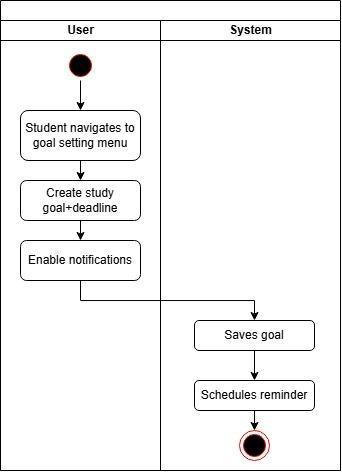 User
System
Student navigates to
goal setting menu
Create study
goal+deadline
Enable notifications
Saves goal
Schedules reminder